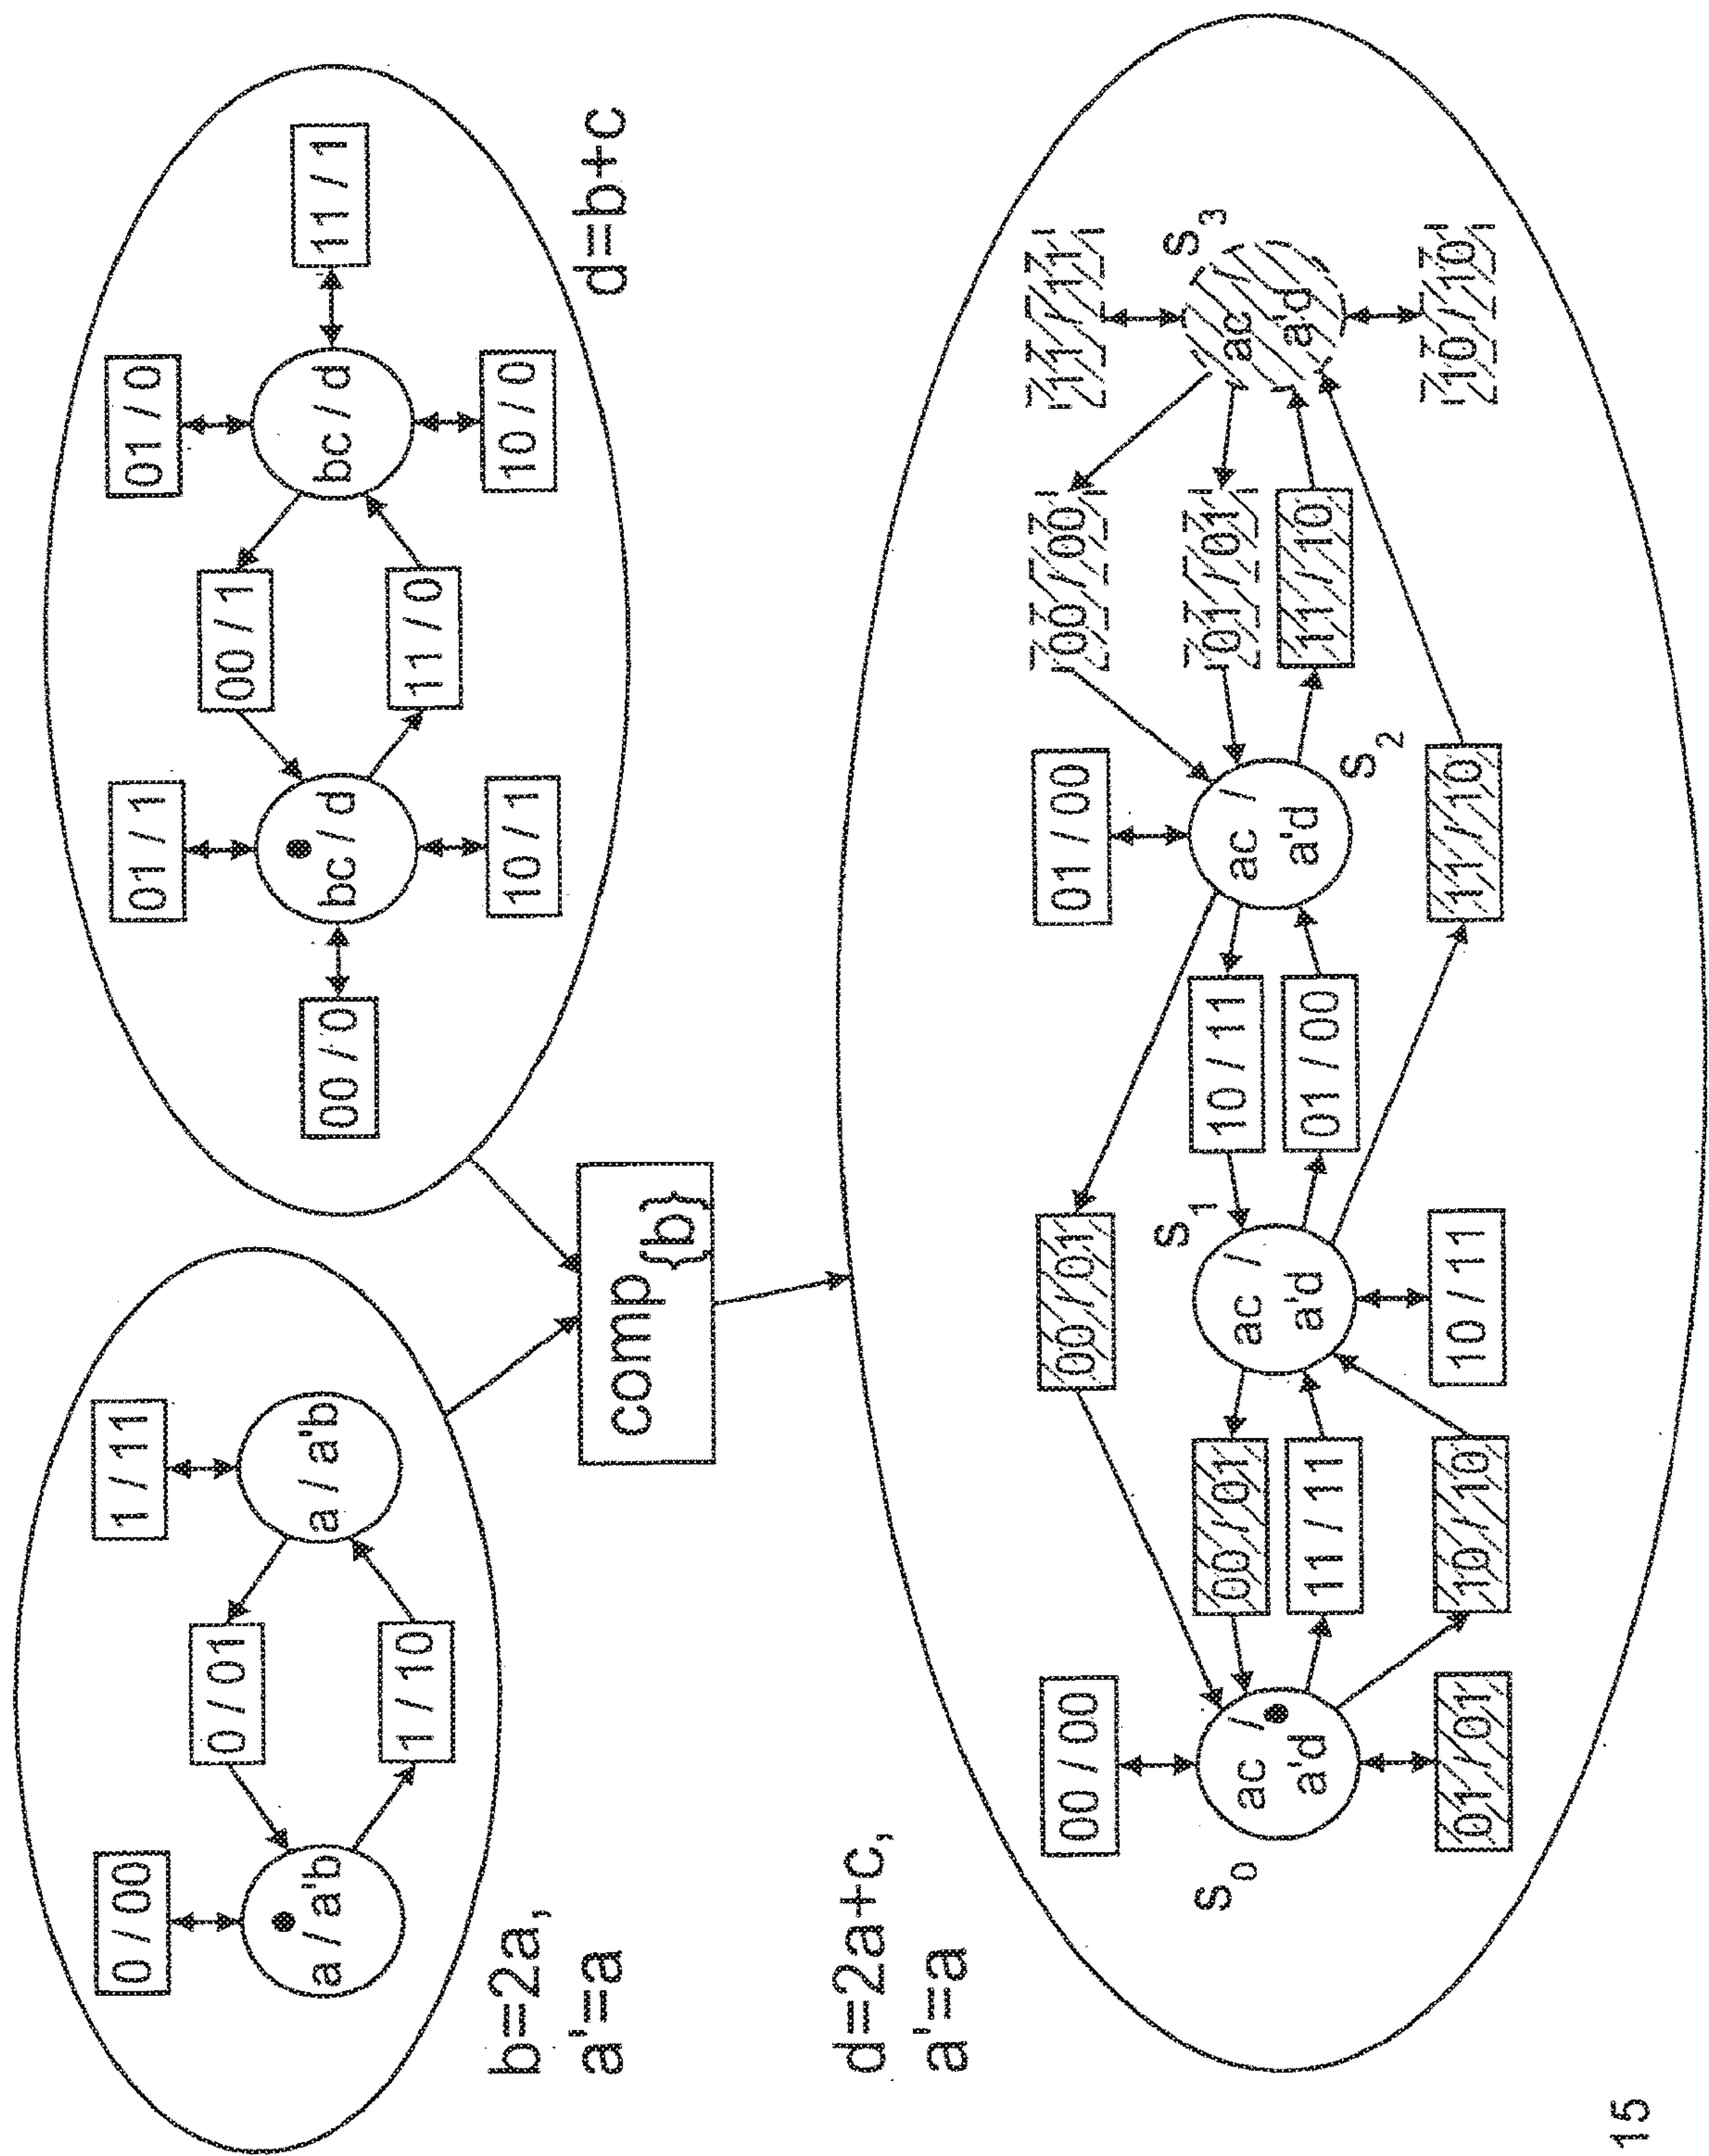 0 / 00
1 / 11
0 / 01
a / a'b
a / a'b
1 / 10
b=2a,
a'=a
01 / 1
01 / 0
00 / 1
00 / 0
bc / d
bc / d
11 / 1
11 / 0
10 / 1
10 / 0
d=b+c
comp{b}
d=2a+c,
a'=a
00 / 00
00 / 01
01 / 00
00 / 00
11 / 11
S0
ac /
a'd
00 / 01
11 / 11
S1
ac /
a'd
10 / 11
01 / 00
S2
ac /
a'd
01 / 01
11 / 10
S3
ac
a'd
01 / 01
10 / 10
10 / 11
11 / 10
10 / 10
15